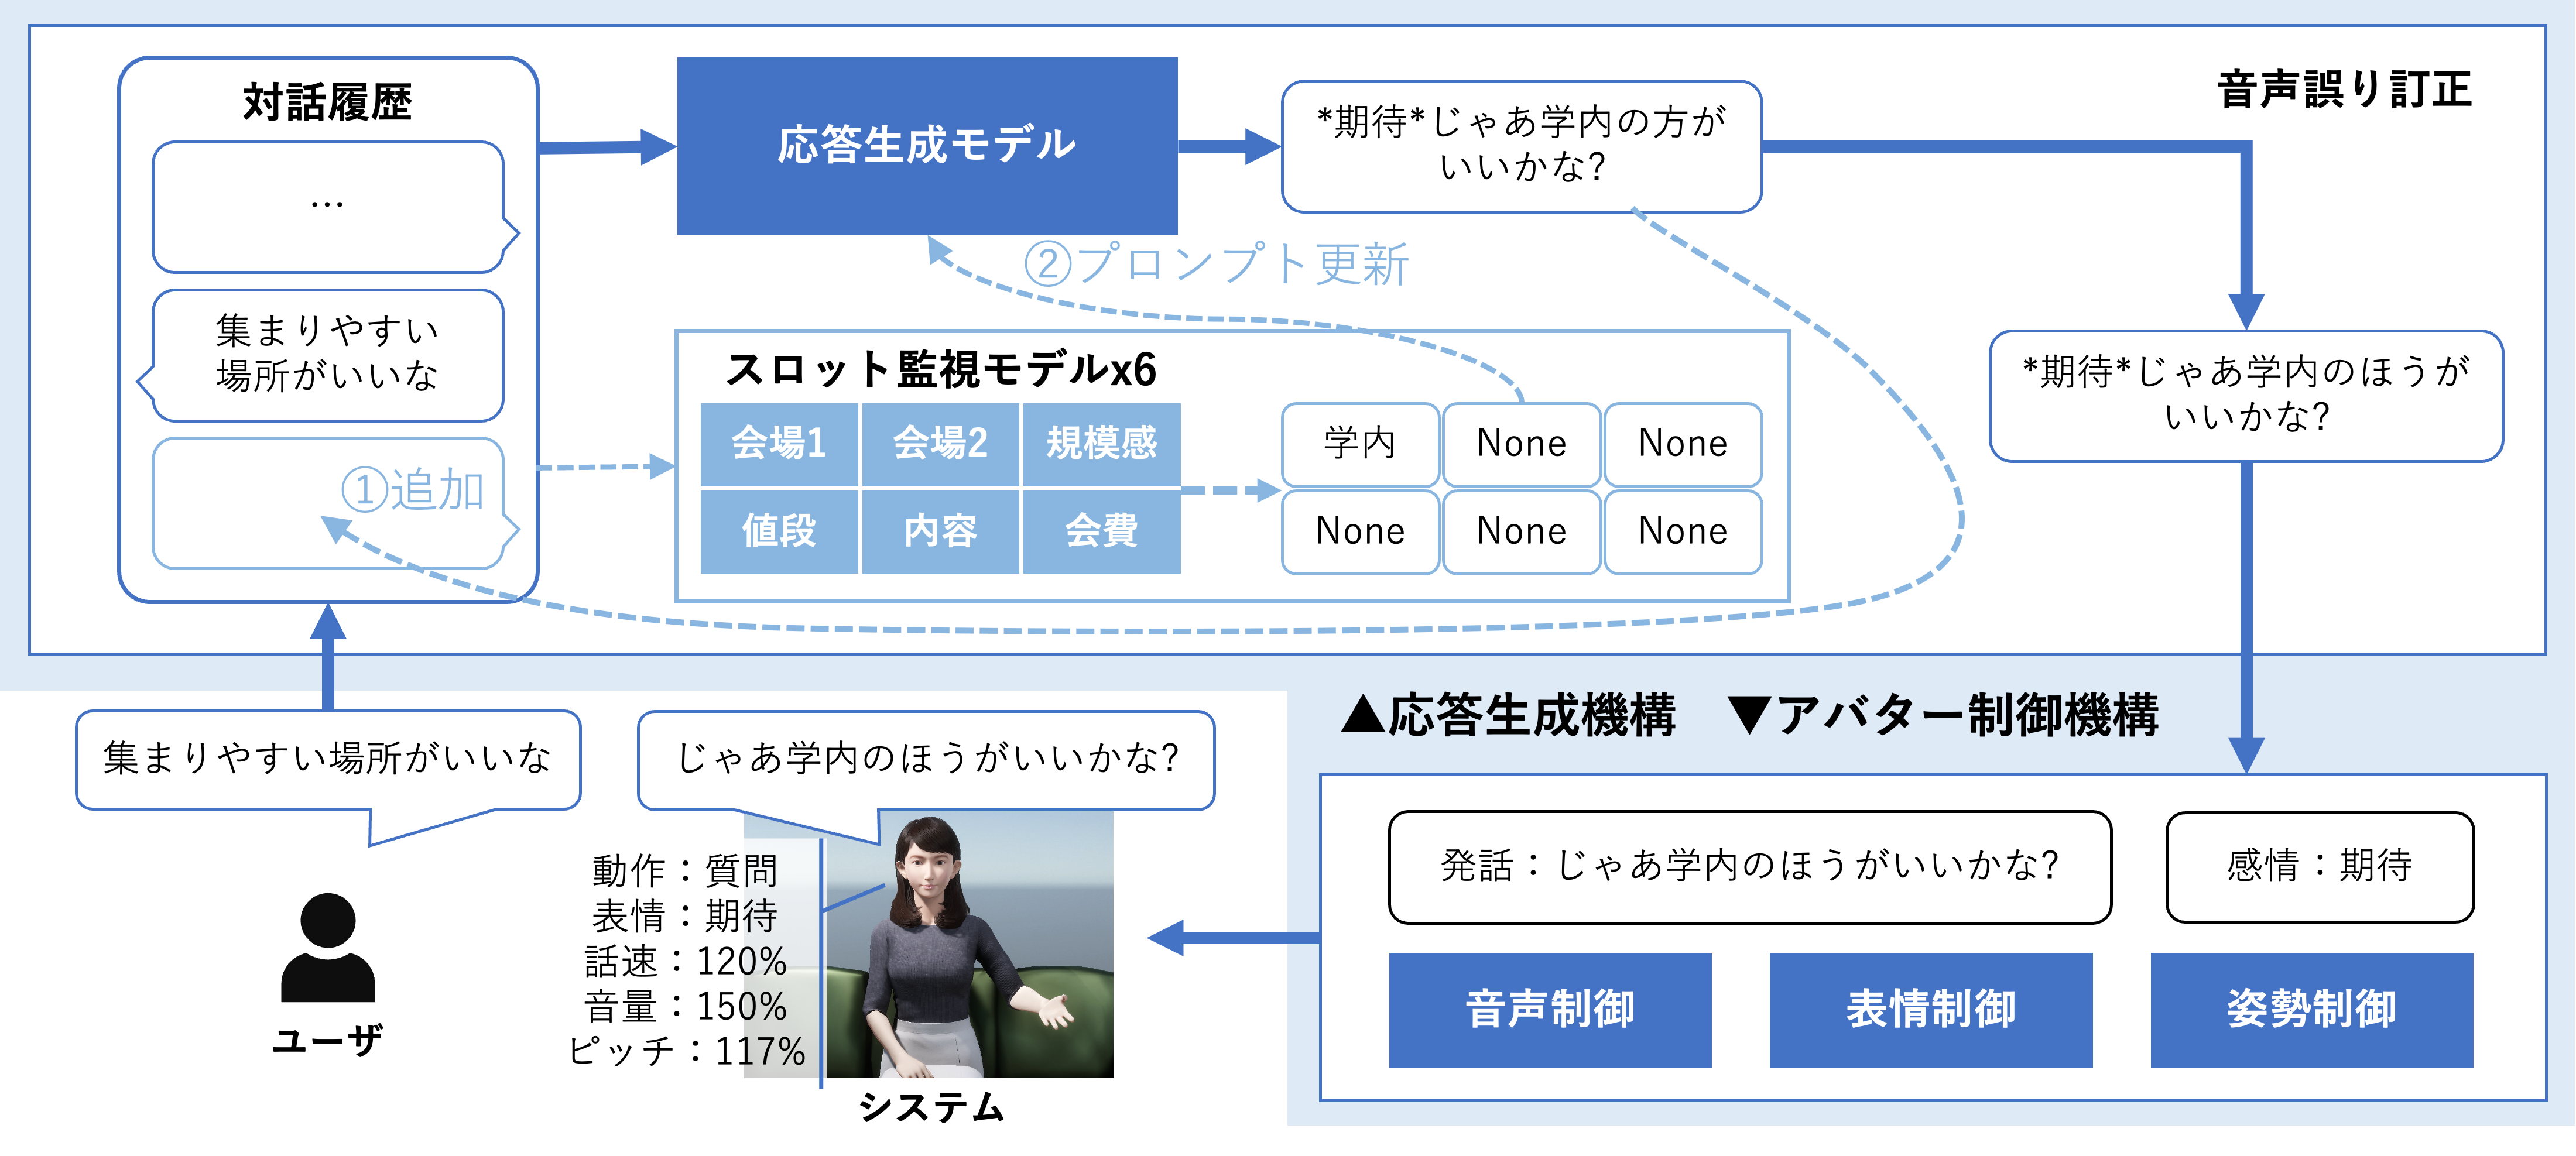 対話履歴
…
集まりやすい
場所がいいな
①追加
応答生成モデル
*期待*じゃあ学内の方が
いいかな?
音声誤り訂正
②プロンプト更新
スロット監視モデルx6
会場1 会場2 規模感
値段 内容 会費
学内 None None
None None None
*期待*じゃあ学内のほうが
いいかな?
▲応答生成機構 ▼アバター制御機構
集まりやすい場所がいいな
ユーザ
じゃあ学内のほうがいいかな?
動作：質問
表情：期待
話速：120%
音量：150%
ピッチ：117%
システム
発話：じゃあ学内のほうがいいかな?
感情：期待
音声制御
表情制御
姿勢制御